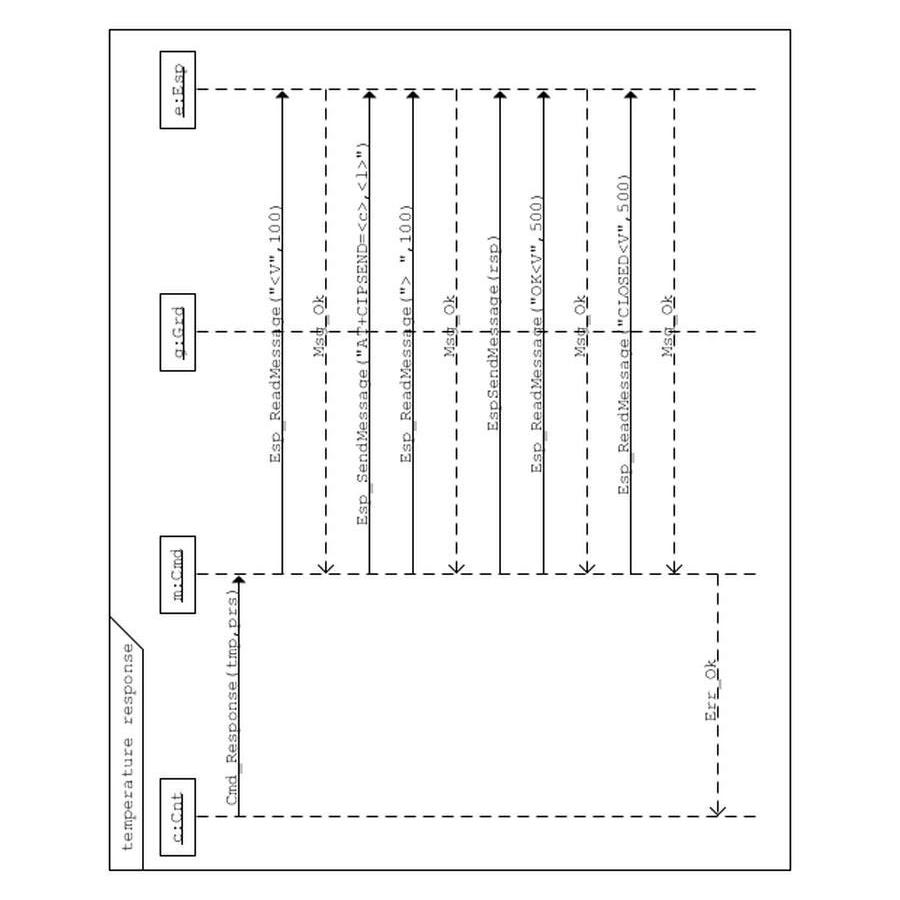 temperature response
c:Cnt
m:Cmd
g:Grd
e:Esp
Cmd_Response(tmp,prs)
Esp_ReadMessage("<V",100)
Msg_Ok
Esp_SendMessage("AT+CIPSEND=<c>,<l>")
Esp_ReadMessage("> ",100)
Msg_Ok
EspSendMessage(rsp)
Esp_ReadMessage("OK<V",500)
Msg_Ok
Esp_ReadMessage("CLOSED<V",500)
Msg_Ok
Err_Ok